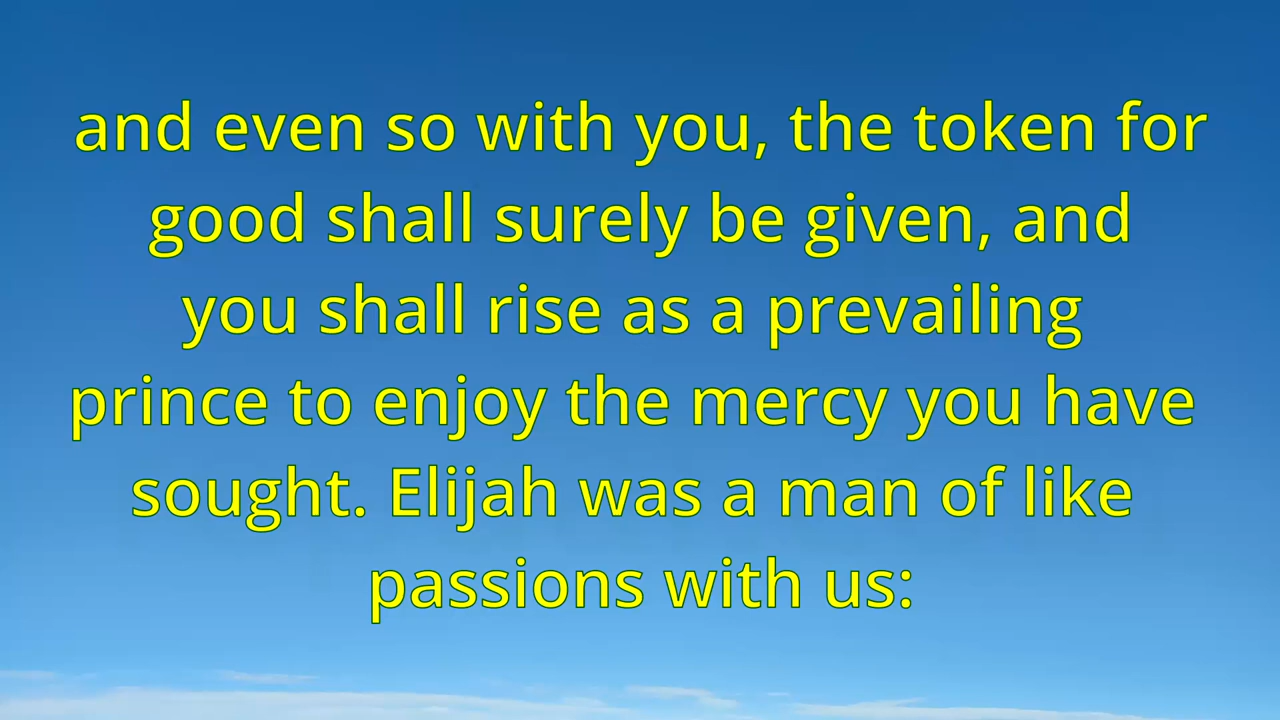 and even so with you, the token for
good shall surely be given, and
you shall rise as a prevailing
prince to enjoy the mercy you have
sought. Elijah was a man of like
passions with us: